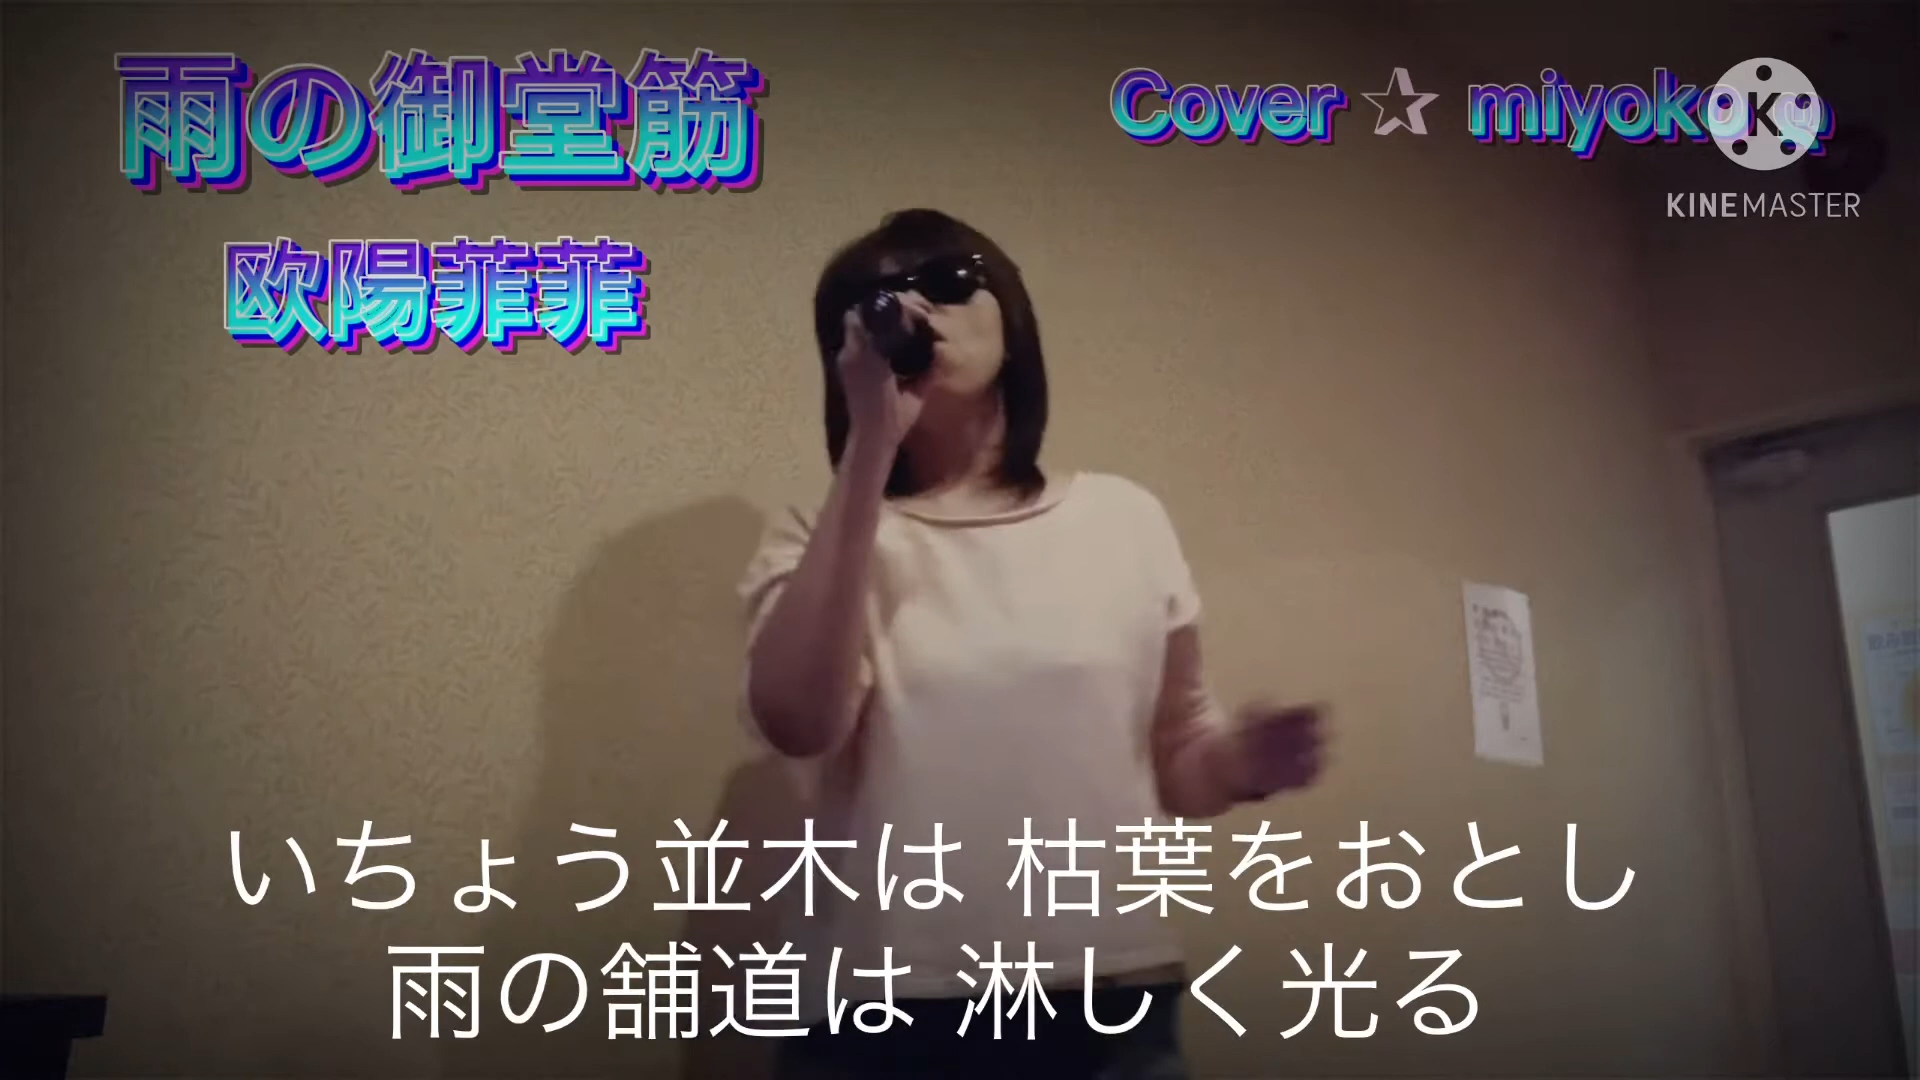 雨の御堂筋
Cover ☆
欧陽菲菲
KINEMASTER
いちょう並木は 枯葉をおとし
雨の舗道は 淋しく光る